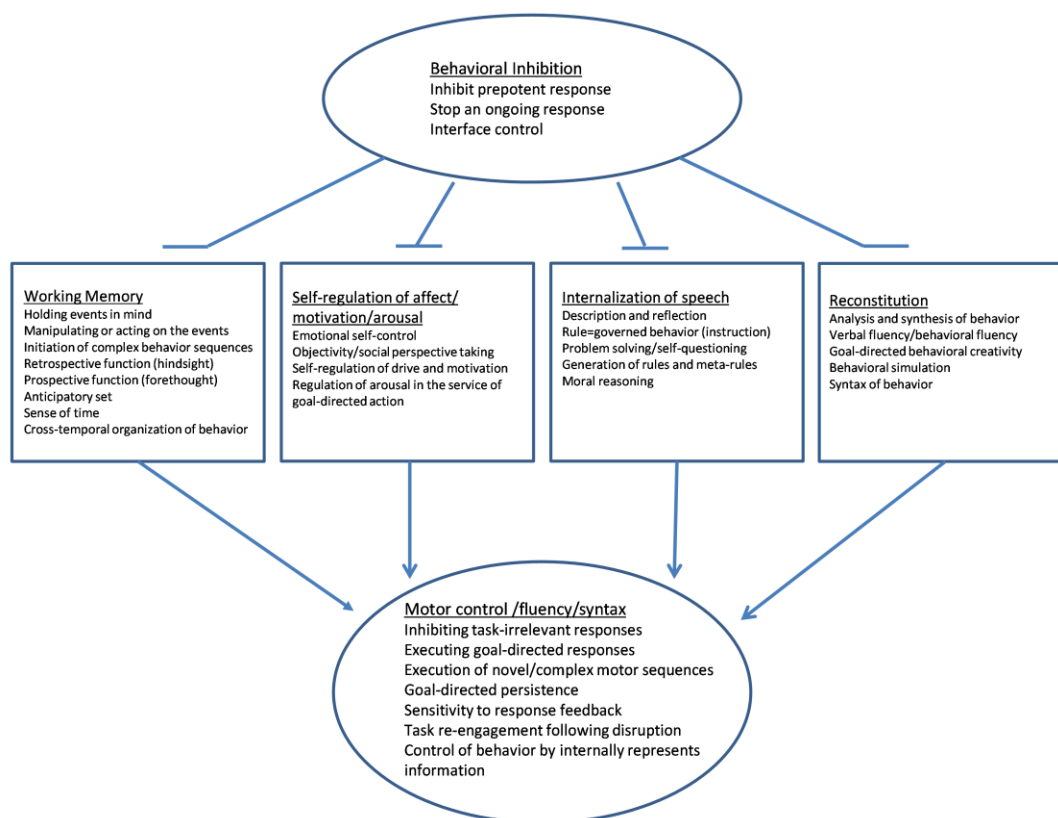 Behavioral Inhibition
Inhibit prepotent response
Stop an ongoing response
Interface control
Working Memory
Holding events in mind
Manipulating or acting on the events
Initiation of complex behavior sequences
Retrospective function (hindsight)
Prospective function (forethought)
Anticipatory set
Sense of time
Cross-temporal organization of behavior
Self-regulation of affect/
motivation/arousal
Emotional self-control
Objectivity/social perspective taking
Self-regulation of drive and motivation
Regulation of arousal in the service of
goal-directed action
Internalization of speech
Description and reflection
Rule=governed behavior (instruction)
Problem solving/self-questioning
Generation of rules and meta-rules
Moral reasoning
Reconstitution
Analysis and synthesis of behavior
Verbal fluency/behavioral fluency
Goal-directed behavioral creativity
Behavioral simulation
Syntax of behavior
Motor control /fluency/syntax
Inhibiting task-irrelevant responses
Executing goal-directed responses
Execution of novel/complex motor sequences
Goal-directed persistence
Sensitivity to response feedback
Task re-engagement following disruption
Control of behavior by internally represents
information